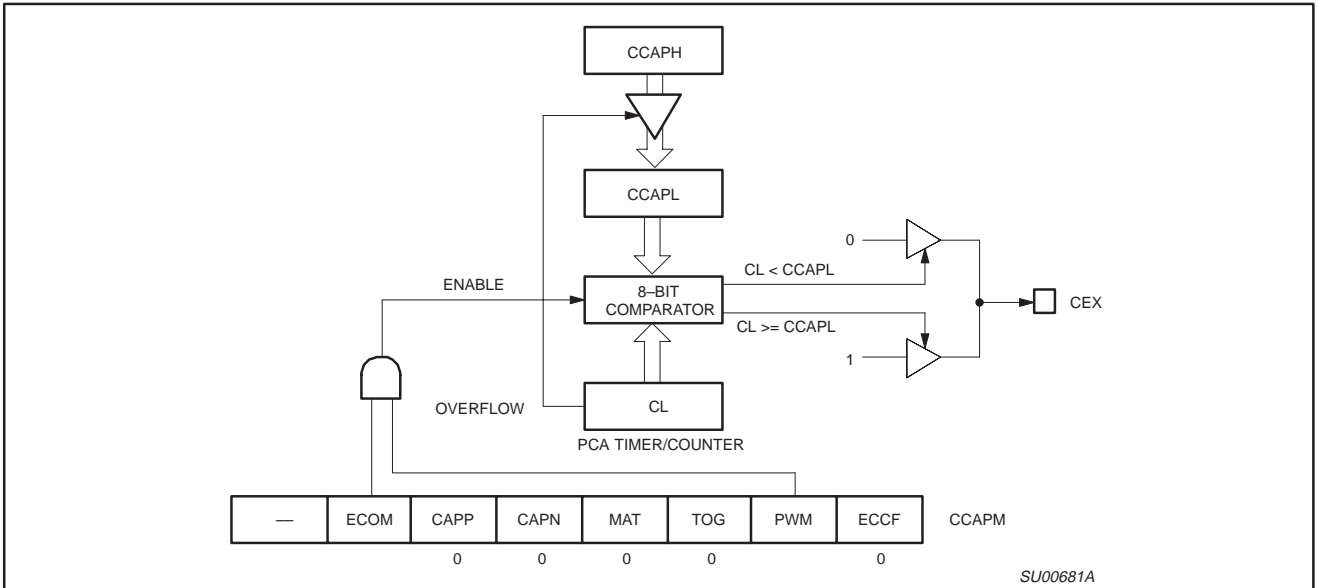 CCAPH
CCAPL
0
CL < CCAPL
ENABLE
8–BIT
COMPARATOR
CEX
CL >= CCAPL
1
OVERFLOW
CL
PCA TIMER/COUNTER
— ECOM CAPP CAPN MAT TOG PWM ECCF CCAPM
0 0 0 0 0
SU00681A